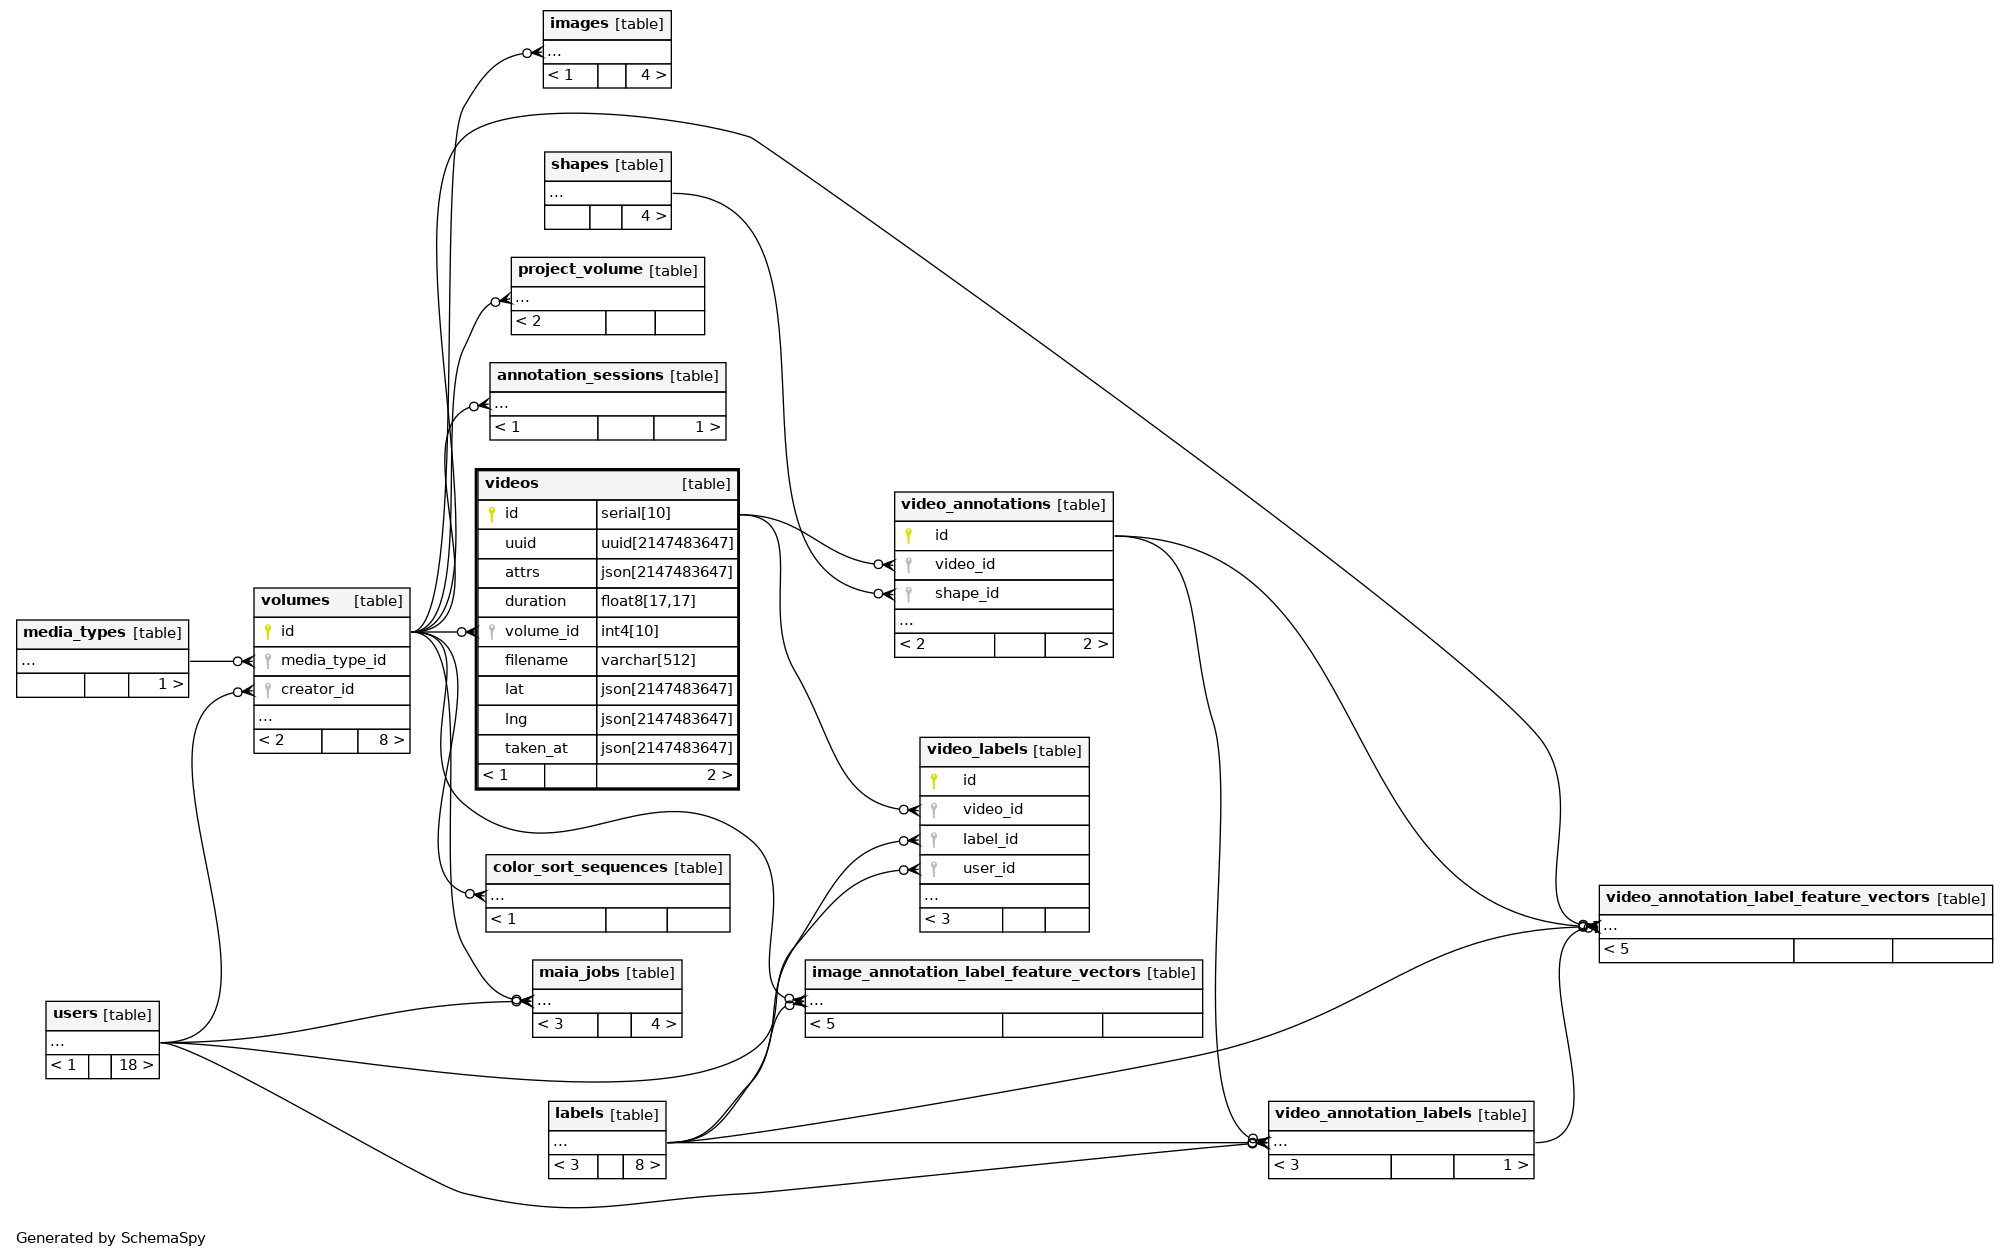 images [table]
...
< 1 4 >
shapes [table]
...
4 >
project_volume [table]
...
< 2
annotation_sessions [table]
...
< 1 1 >
videos [table]
id serial[10]
uuid uuid[2147483647]
attrs json[2147483647]
duration float8[17,17]
volume_id int4[10]
filename varchar[512]
lat json[2147483647]
lng json[2147483647]
taken_at json[2147483647]
< 1 2 >
video_annotations [table]
id
video_id
shape_id
...
< 2 2 >
volumes [table]
id
media_type_id
creator_id
...
< 2 8 >
media_types [table]
...
1 >
video_labels [table]
id
video_id
label_id
user_id
...
< 3
color_sort_sequences [table]
...
< 1
video_annotation_label_feature_vectors [table]
...
< 5
maia_jobs [table]
...
< 3 4 >
image_annotation_label_feature_vectors [table]
...
< 5
users [table]
...
< 1 18 >
labels [table]
...
< 3 8 >
video_annotation_labels [table]
...
< 3 1 >
Generated by SchemaSpy